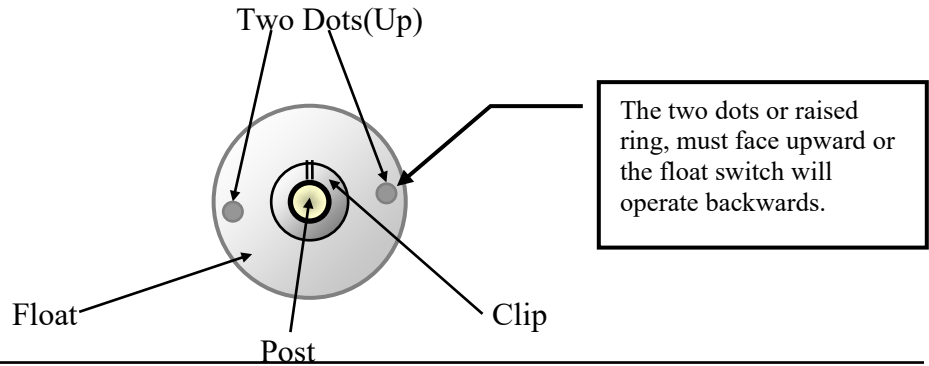 Two Dots(Up)
The two dots or raised
ring, must face upward or
the float switch will
operate backwards.
Float
Clip
Post